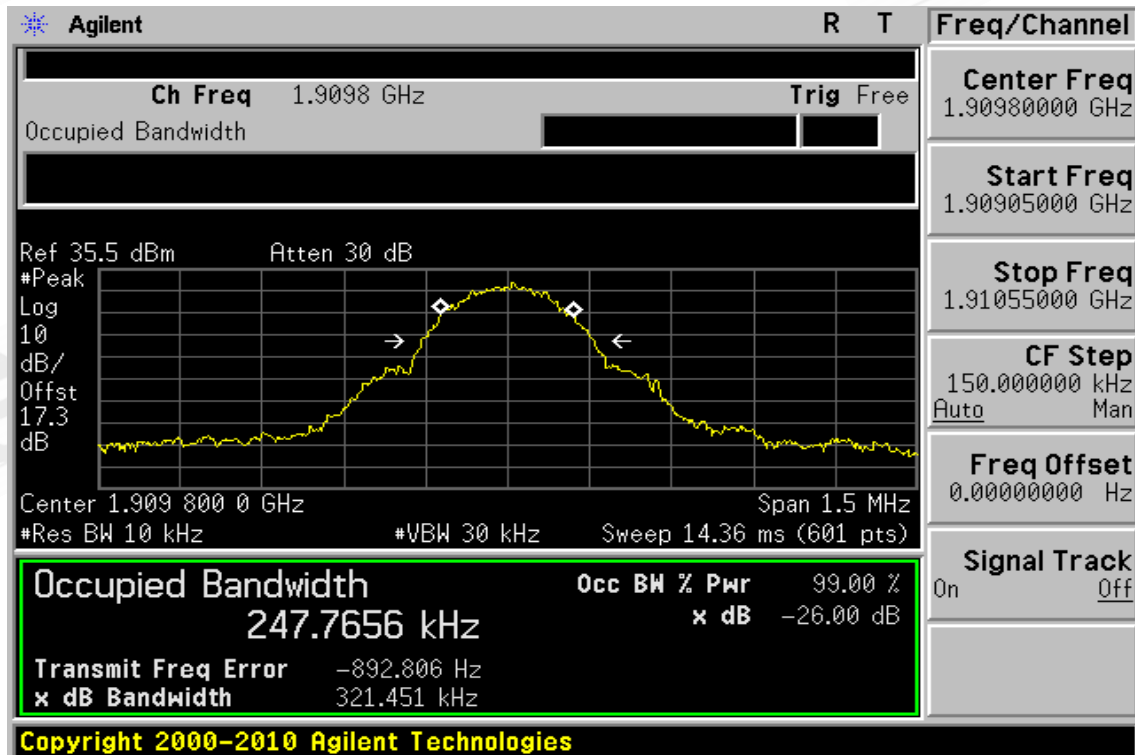 Agilent R T
Ch Freq 1.9098 GHz Trig Free
Occupied Bandwidth
Ref 35.5 dBm Atten 30 dB
#Peak
Log
10
dB/
Offst
17.3
dB
Center 1.909 800 0 GHz Span 1.5 MHz
#Res BW 10 kHz #VBW 30 kHz Sweep 14.36 ms (601 pts)
Occupied Bandwidth
247.7656 kHz
Occ BW % Pwr 99.00 %
x dB -26.00 dB
Transmit Freq Error -892.806 Hz
x dB Bandwidth 321.451 kHz
Copyright 2000-2010 Agilent Technologies
Freq/Channel
Center Freq
1.90980000 GHz
Start Freq
1.90905000 GHz
Stop Freq
1.91055000 GHz
CF Step
150.000000 kHz
Auto Man
Freq Offset
0.00000000 Hz
Signal Track
On Off